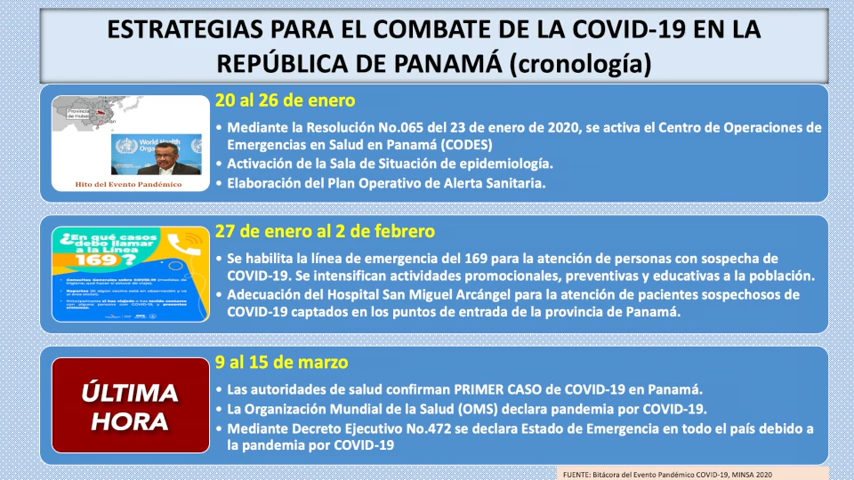 ESTRATEGIAS PARA EL COMBATE DE LA COVID-19 EN LA
REPÚBLICA DE PANAMÁ (cronología)
Provincia
de Hubei
World Health
Organ
Hito del Evento Pandémico
20 al 26 de enero
• Mediante la Resolución No.065 del 23 de enero de 2020, se activa el Centro de Operaciones de
Emergencias en Salud en Panamá (CODES)
• Activación de la Sala de Situación de epidemiología.
• Elaboración del Plan Operativo de Alerta Sanitaria.
¿En qué casos
debo llamar
a la Línea
169?
27 de enero al 2 de febrero
• Se habilita la línea de emergencia del 169 para la atención de personas con sospecha de
COVID-19. Se intensifican actividades promocionales, preventivas y educativas a la población.
• Adecuación del Hospital San Miguel Arcángel para la atención de pacientes sospechosos de
COVID-19 captados en los puntos de entrada de la provincia de Panamá.
ÚLTIMA
HORA
9 al 15 de marzo
• Las autoridades de salud confirman PRIMER CASO de COVID-19 en Panamá.
• La Organización Mundial de la Salud (OMS) declara pandemia por COVID-19.
• Mediante Decreto Ejecutivo No.472 se declara Estado de Emergencia en todo el país debido a
la pandemia por COVID-19
FUENTE: Bitácora del Evento Pandémico COVID-19, MINSA 2020